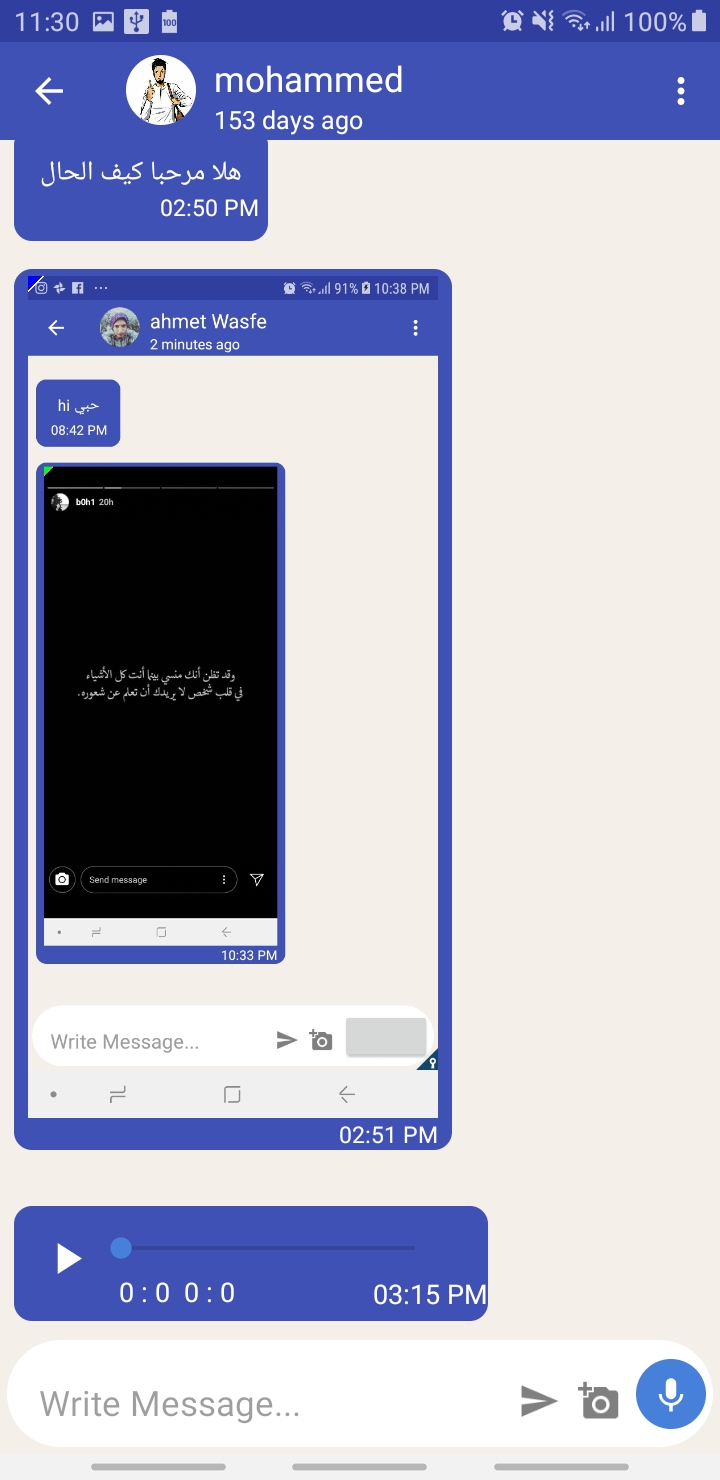 11:30
100
100%
mohammed
153 days ago
هلا مرحبا كيف الحال
02:50 PM
91% 10:38 PM
ahmet Wasfe
2 minutes ago
حبي hi
08:42 PM
b0h1 20h
وقد تظن أنك منسي بينما أنت كل الأشياء
في قلب شخص لا يريدك أن تعلم عن شعوره.
Send message
10:33 PM
Write Message...
02:51 PM
0 : 0 0 : 0
03:15 PM
Write Message...